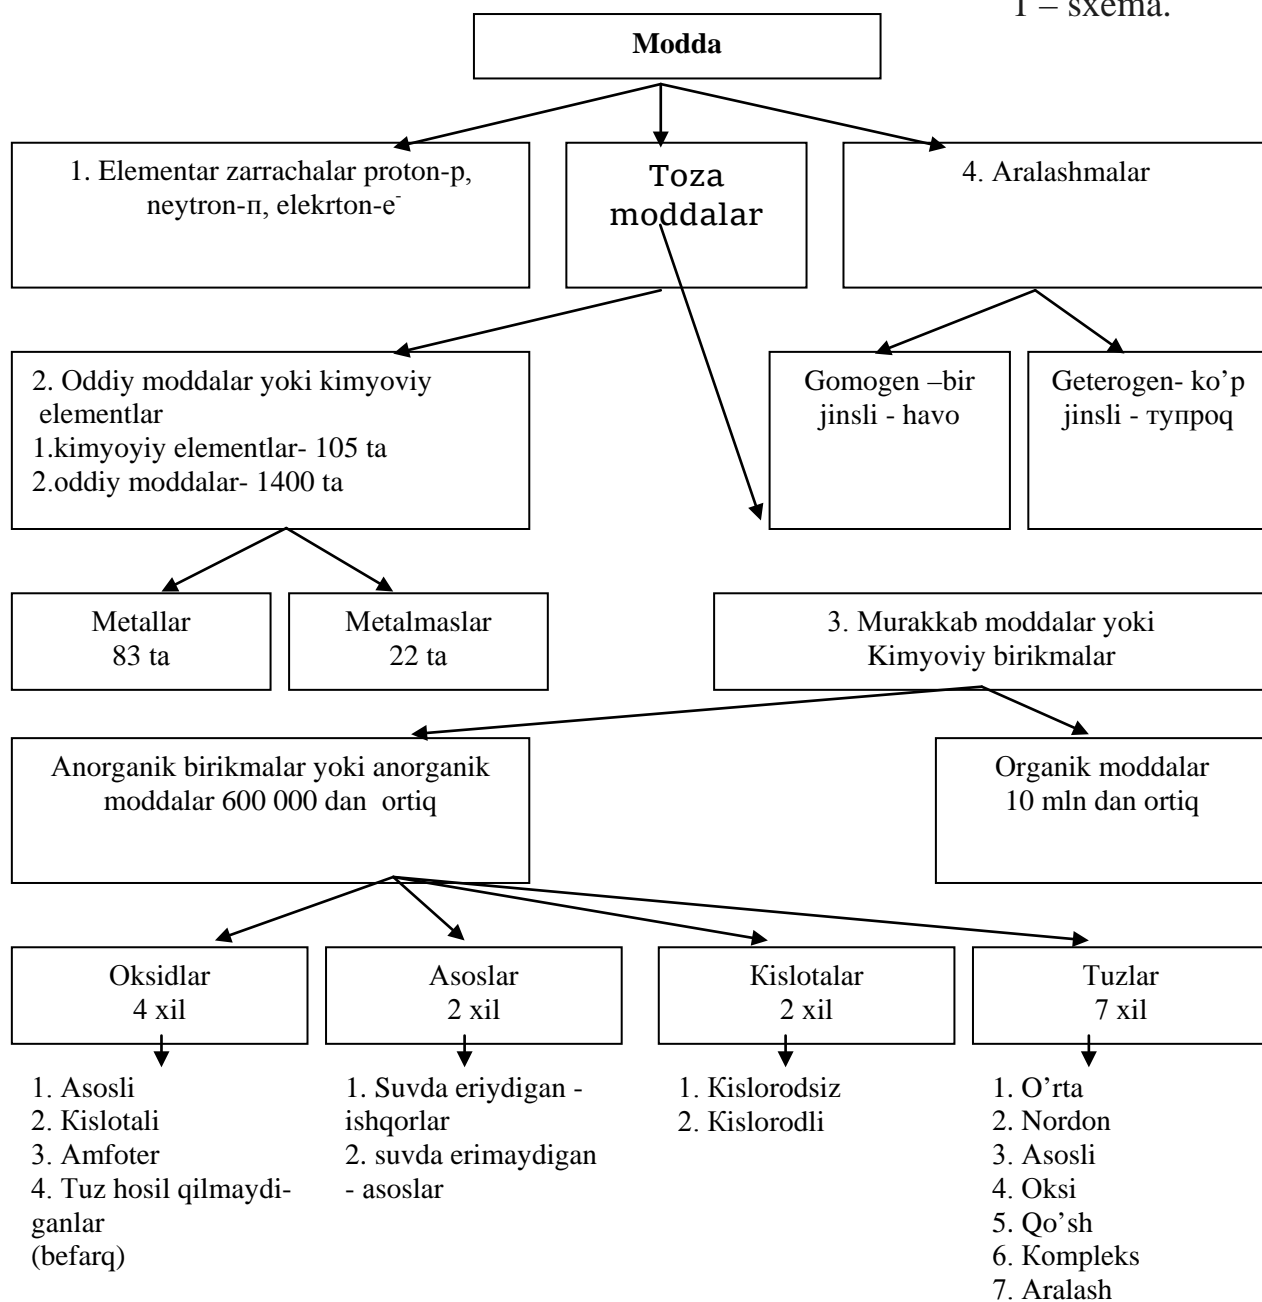 1 – sxema.
Modda
1. Elementar zarrachalar proton-p,
neytron-п, elekrton-e-
Toza
moddalar
4. Aralashmalar
2. Oddiy moddalar yoki kimyoviy
elementlar
1.kimyoyiy elementlar- 105 ta
2.oddiy moddalar- 1400 ta
Gomogen –bir
jinsli - havo
Geterogen- ko’p
jinsli - тупроq
Metallar
83 ta
Metalmaslar
22 ta
3. Murakkab moddalar yoki
Kimyoviy birikmalar
Anorganik birikmalar yoki anorganik
moddalar 600 000 dan ortiq
Organik moddalar
10 mln dan ortiq
Oksidlar
4 xil
Asoslar
2 xil
Kislotalar
2 xil
Tuzlar
7 xil
1. Asosli
2. Kislotali
3. Amfoter
4. Tuz hosil qilmaydi-
ganlar
(befarq)
1. Suvda eriydigan -
ishqorlar
2. suvda erimaydigan
- asoslar
1. Kislorodsiz
2. Kislorodli
1. O’rta
2. Nordon
3. Asosli
4. Oksi
5. Qo’sh
6. Kompleks
7. Aralash